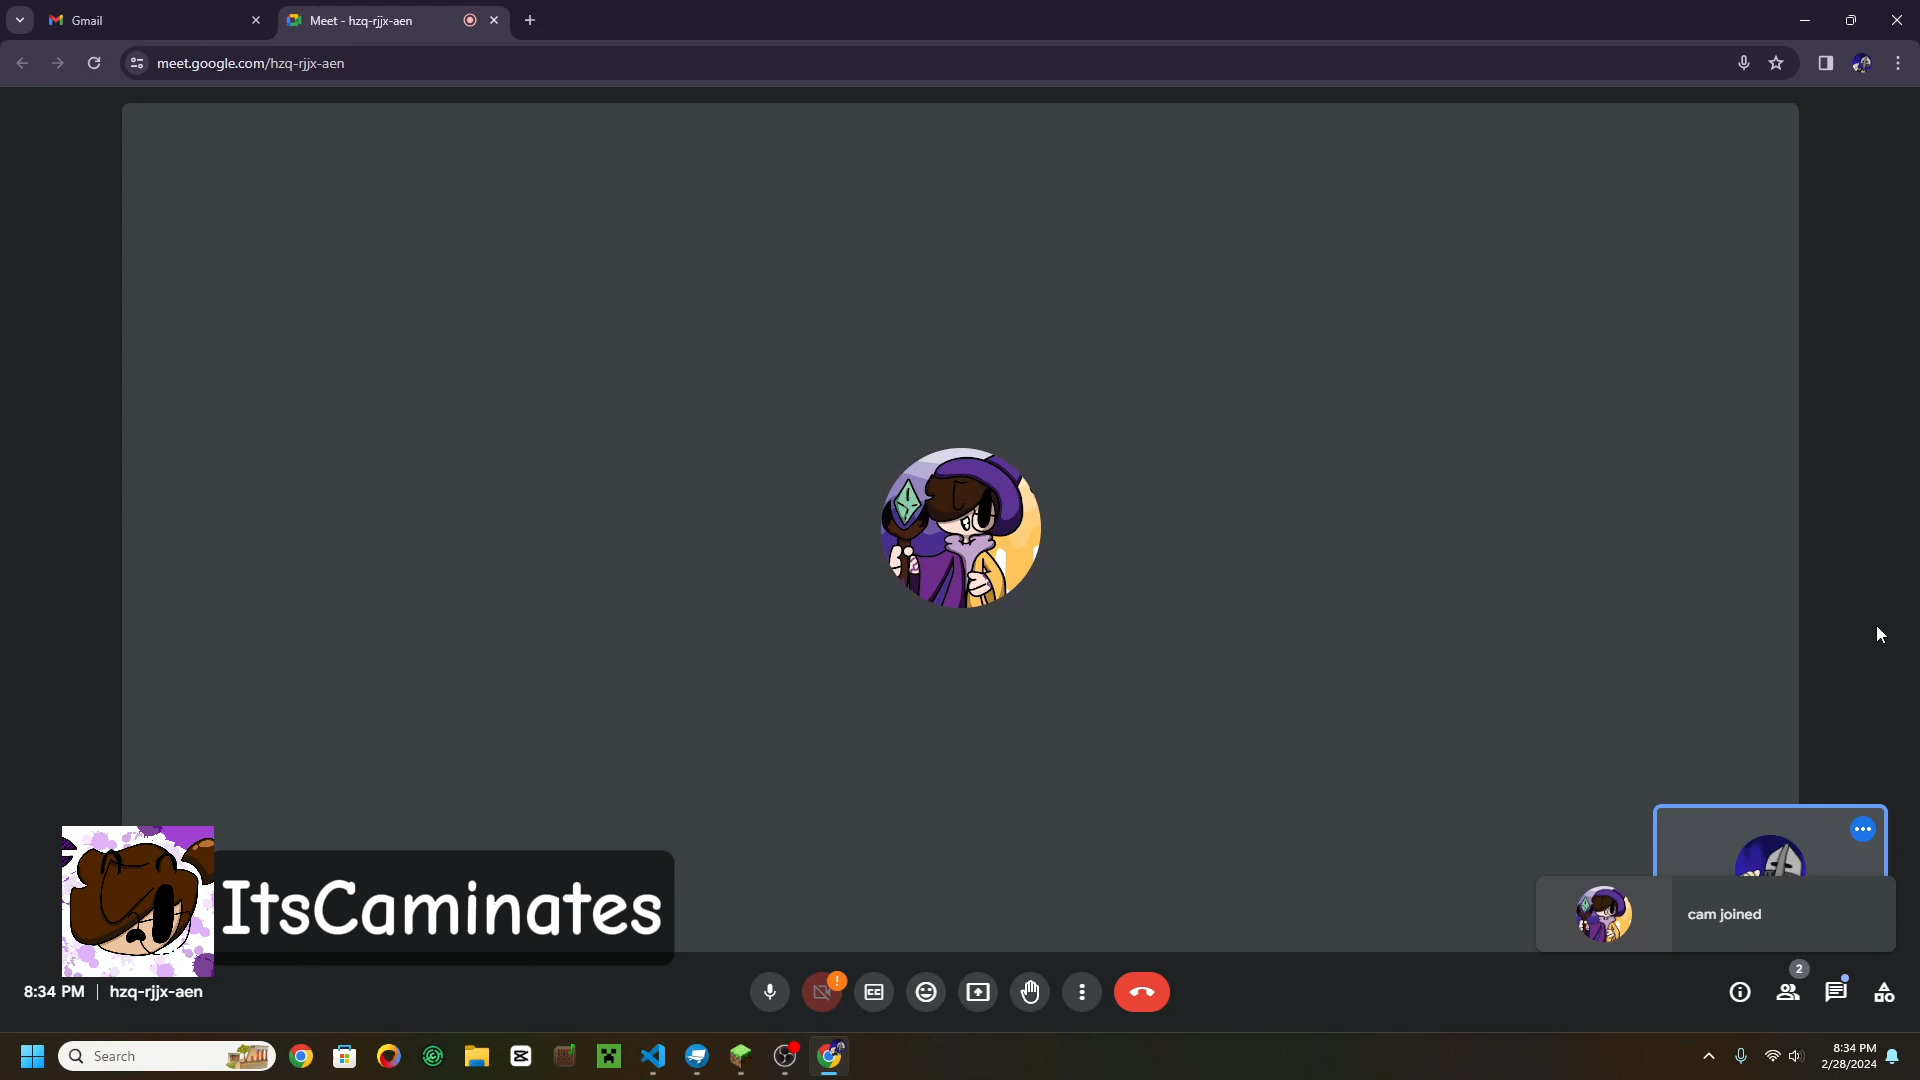 Gmail
Meet - hzq-rjjx-aen
meet.google.com/hzq-rjjx-aen
ItsCaminates
cam joined
8:34 PM | hzq-rjjx-aen
2
Search
8:34 PM
2/28/2024